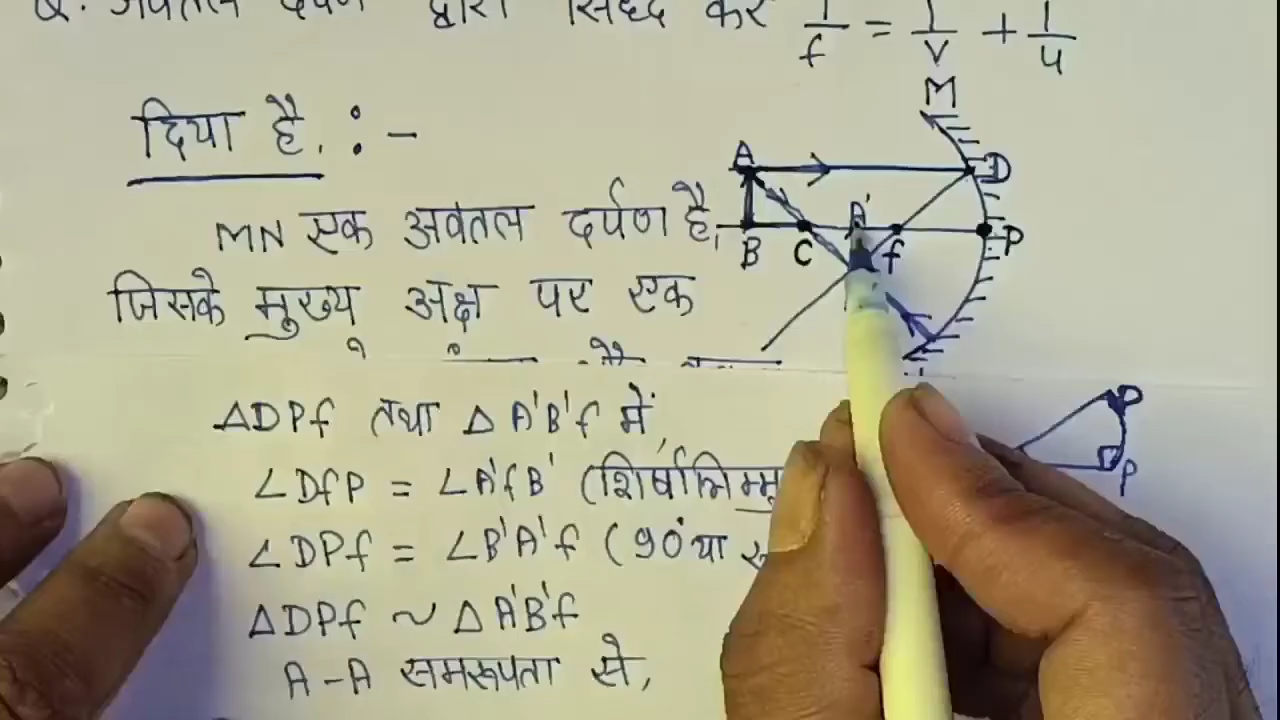 अवतल दर्पण द्वारा सिद्ध करें 1/f = 1/v + 1/u
दिया है. :-
MN एक अवतल दर्पण है,
जिसके मुख्य अक्ष पर एक
M
A
D
A'
B
C
f
P
ΔDPf तथा Δ A'B'f में,
∠DfP = ∠A'fB'
∠DPf = ∠B'A'f (90° या
ΔDPf ~ ΔA'B'f
A-A समरूपता से,
D
P